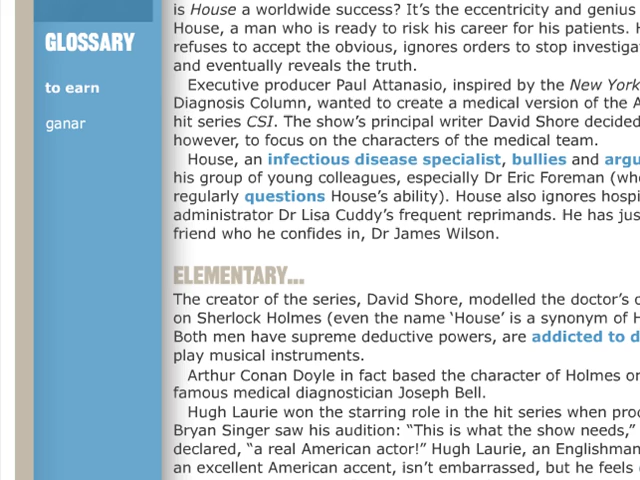 GLOSSARY
to earn
ganar
is House a worldwide success? It's the eccentricity and genius
House, a man who is ready to risk his career for his patients.
refuses to accept the obvious, ignores orders to stop
and eventually reveals the truth.
Executive producer Paul Attanasio, inspired by the New York
Diagnosis Column, wanted to create a medical version of the
hit series CSI. The show's principal writer David Shore decided
however, to focus on the characters of the medical team.
House, an infectious disease specialist, bullies and
his group of young colleagues, especially Dr Eric Foreman
regularly questions House's ability). House also ignores
administrator Dr Lisa Cuddy's frequent reprimands. He has
friend who he confides in, Dr James Wilson.
ELEMENTARY...
The creator of the series, David Shore, modelled the doctor's
on Sherlock Holmes (even the name ‘House’ is a synonym of
Both men have supreme deductive powers, are addicted to
play musical instruments.
Arthur Conan Doyle in fact based the character of Holmes
famous medical diagnostician Joseph Bell.
Hugh Laurie won the starring role in the hit series when
Bryan Singer saw his audition: “This is what the show needs,”
declared, “a real American actor!” Hugh Laurie, an Englishman
an excellent American accent, isn't embarrassed, but he feels